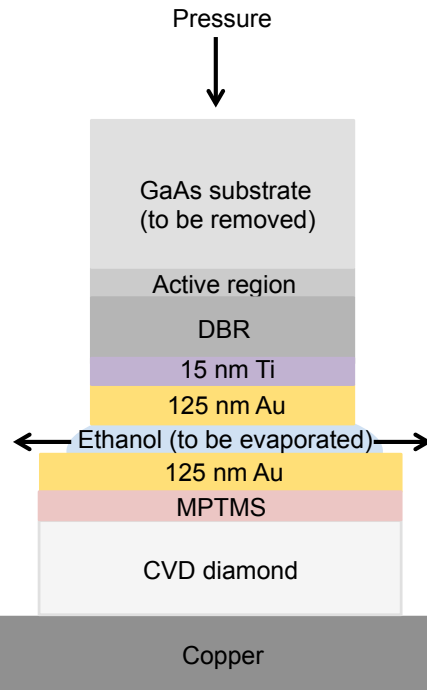 Pressure
GaAs substrate
(to be removed)
Active region
DBR
15 nm Ti
125 nm Au
Ethanol (to be evaporated)
125 nm Au
MPTMS
CVD diamond
Copper